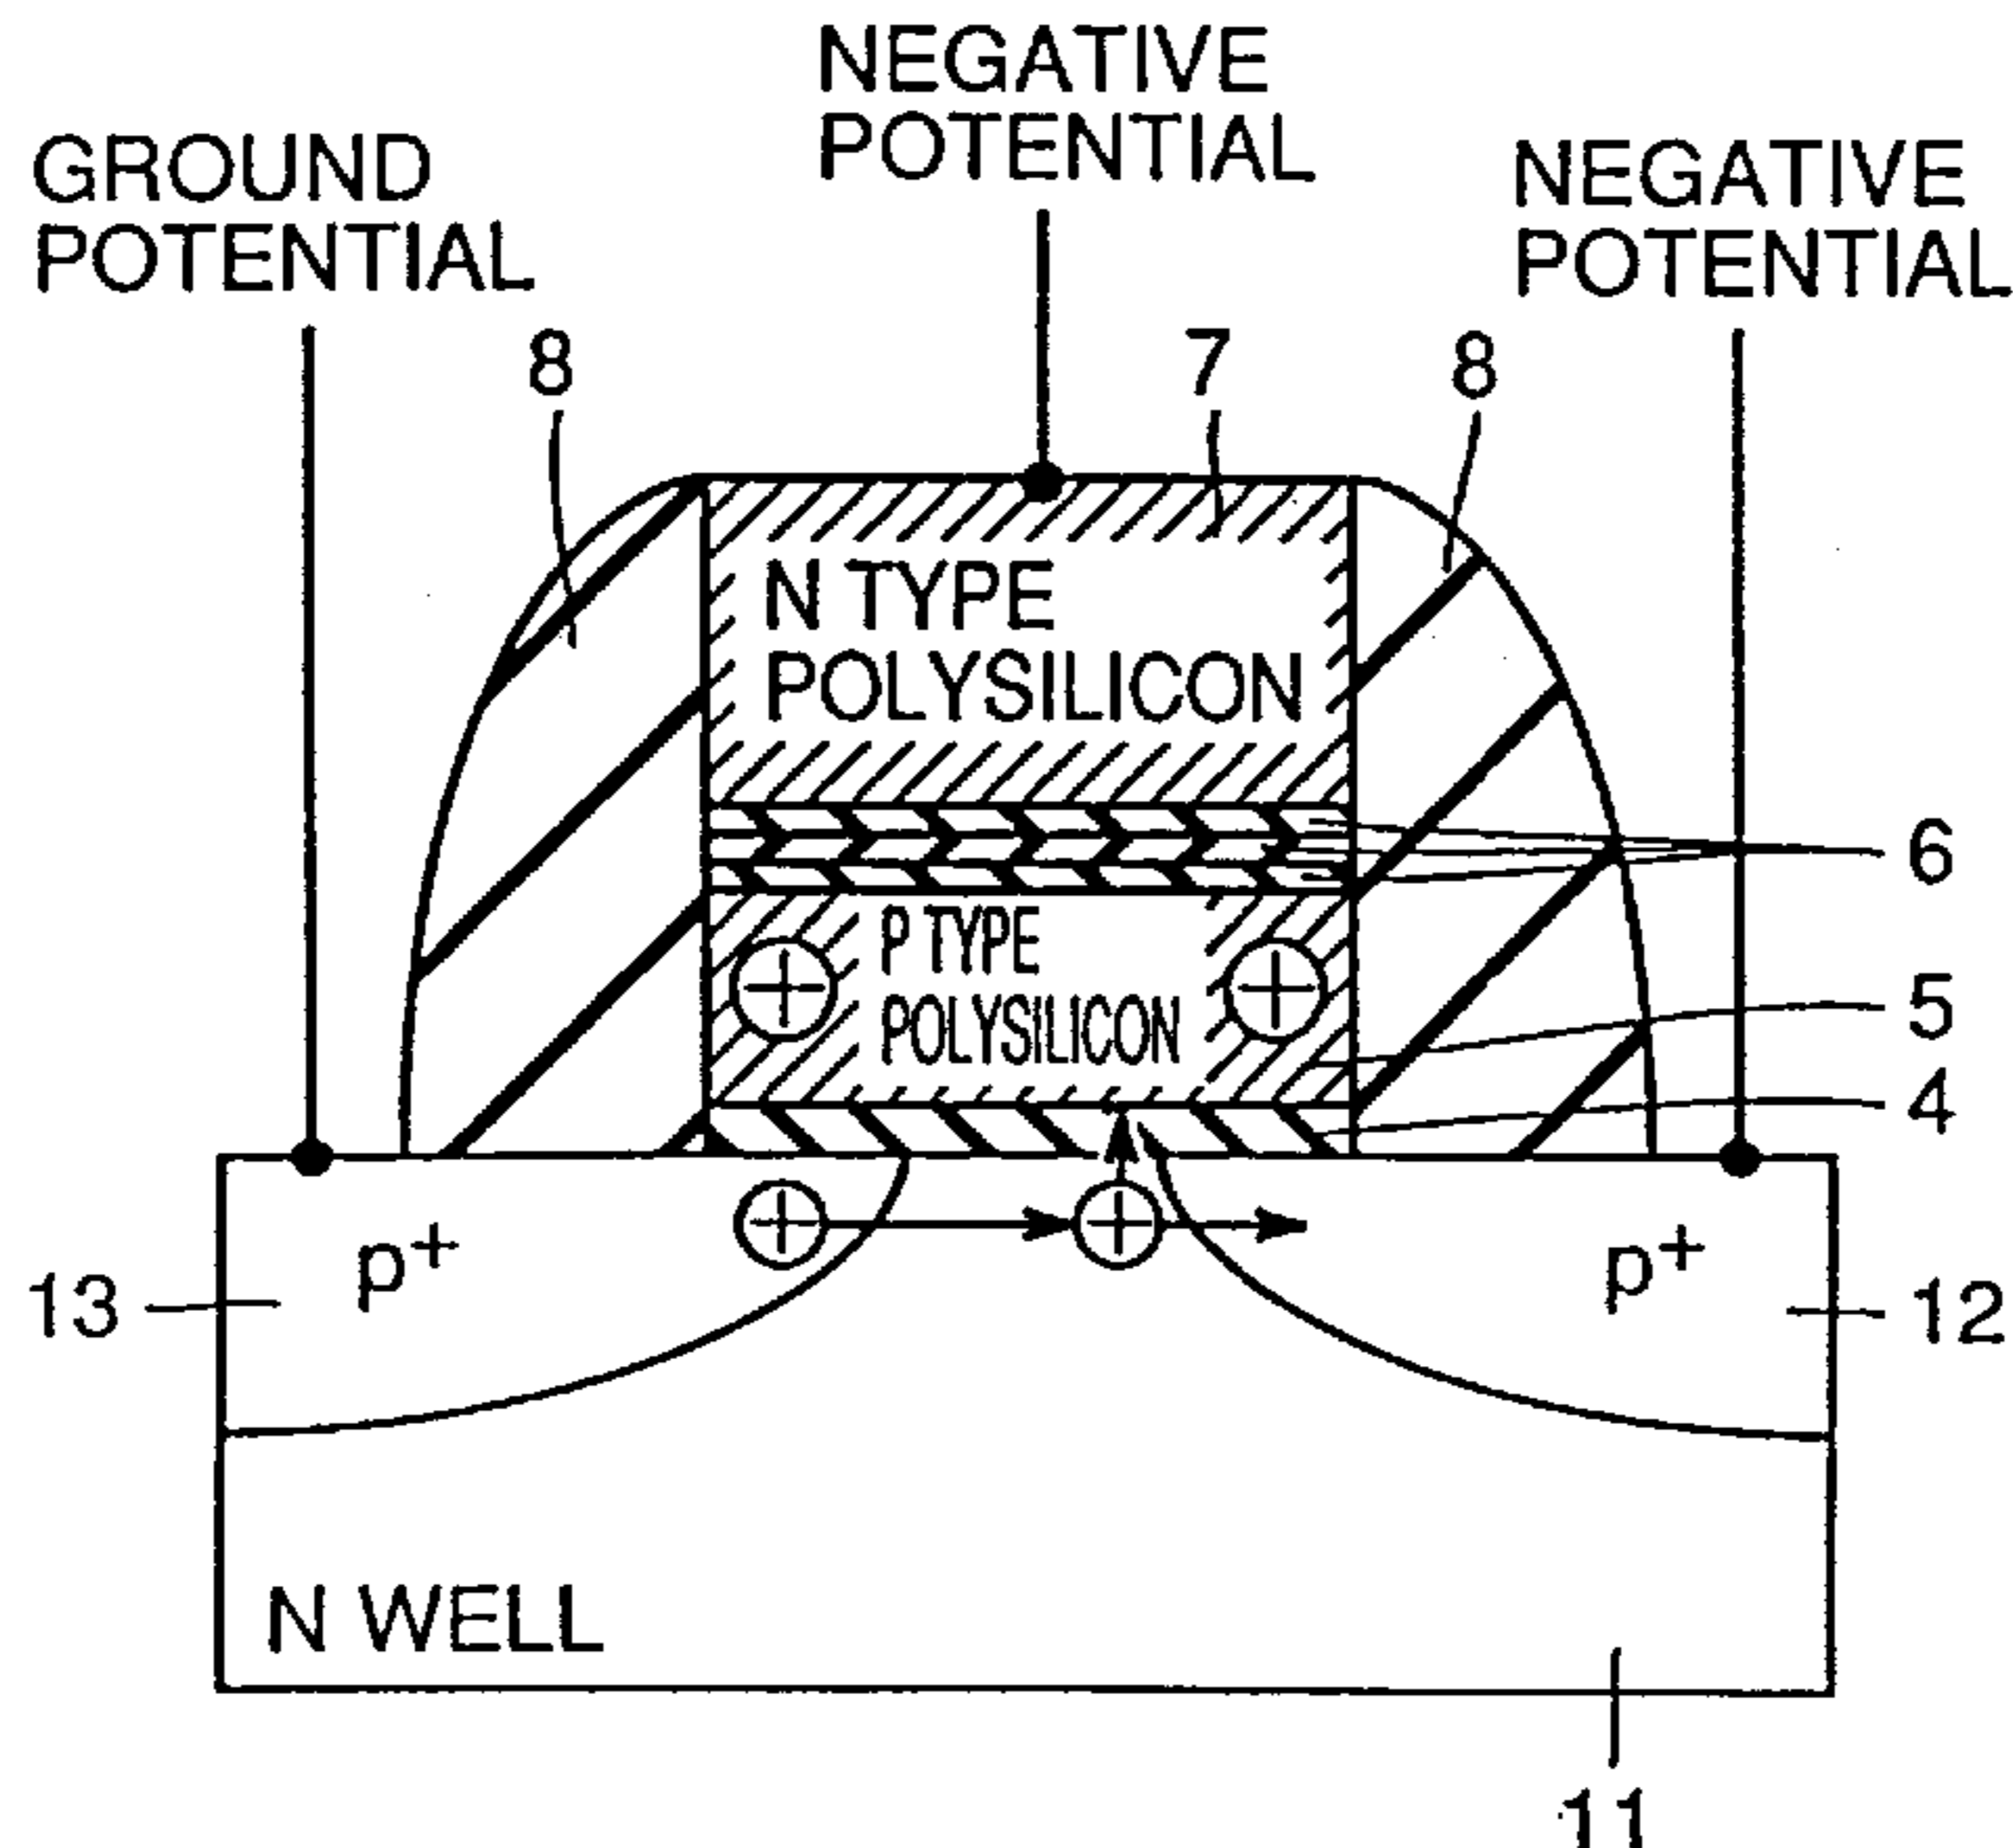 NEGATIVE
POTENTIAL
GROUND
POTENTIAL
NEGATIVE
POTENTIAL
8
7
8
N TYPE
POLYSILICON
6
P TYPE
POLYSILICON
5
4
p+
p+
13
12
N WELL
11